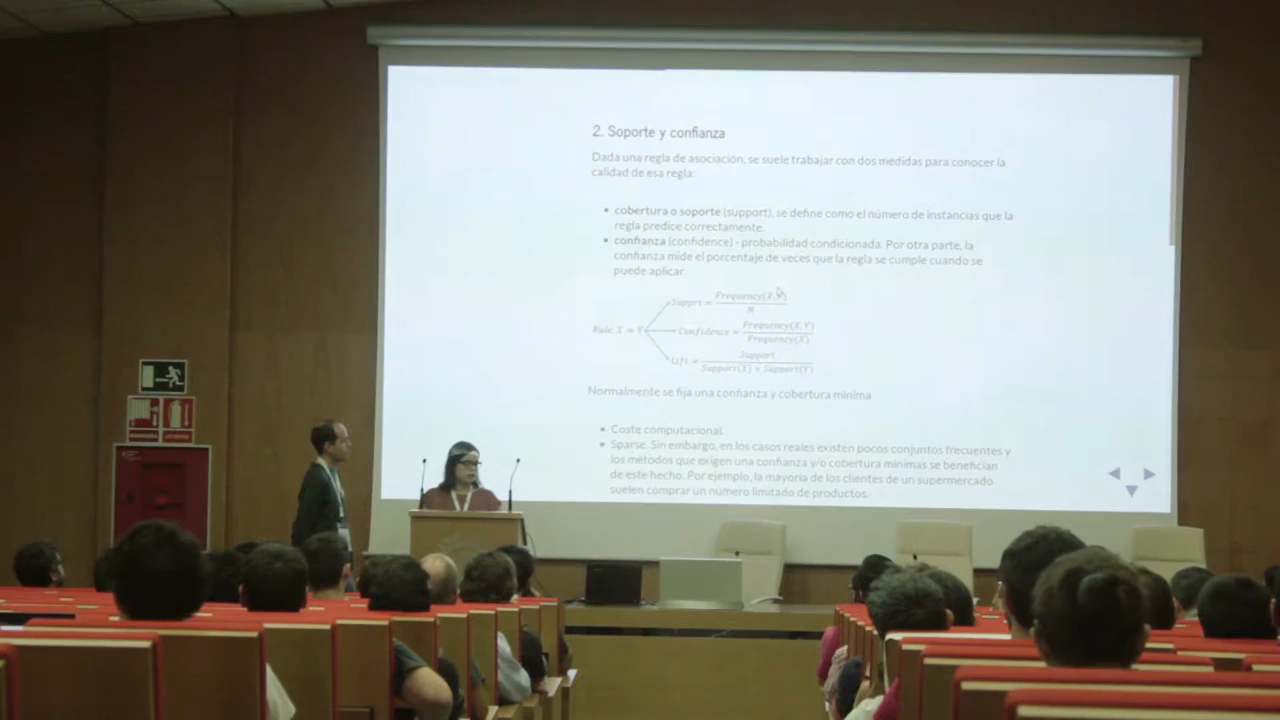 2. Soporte y confianza
Dada una regla de asociación, se suele trabajar con dos medidas para conocer la
calidad de esa regla:
• cobertura o soporte (support), se define como el número de instancias que la
regla predice correctamente.
• confianza (confidence) - probabilidad condicionada. Por otra parte, la
confianza mide el porcentaje de veces que la regla se cumple cuando se
puede aplicar
Rule: X ⇒ Y
Supprt = Frequency(X,Y) / N
Confidence = Frequency(X,Y) / Frequency(X)
Lift = Support / Support(X) × Support(Y)
Normalmente se fija una confianza y cobertura mínima
• Coste computacional.
• Sparse. Sin embargo, en los casos reales existen pocos conjuntos frecuentes y
los métodos que exigen una confianza y/o cobertura mínimas se benefician
de este hecho. Por ejemplo, la mayoría de los clientes de un supermercado
suelen comprar un número limitado de productos.